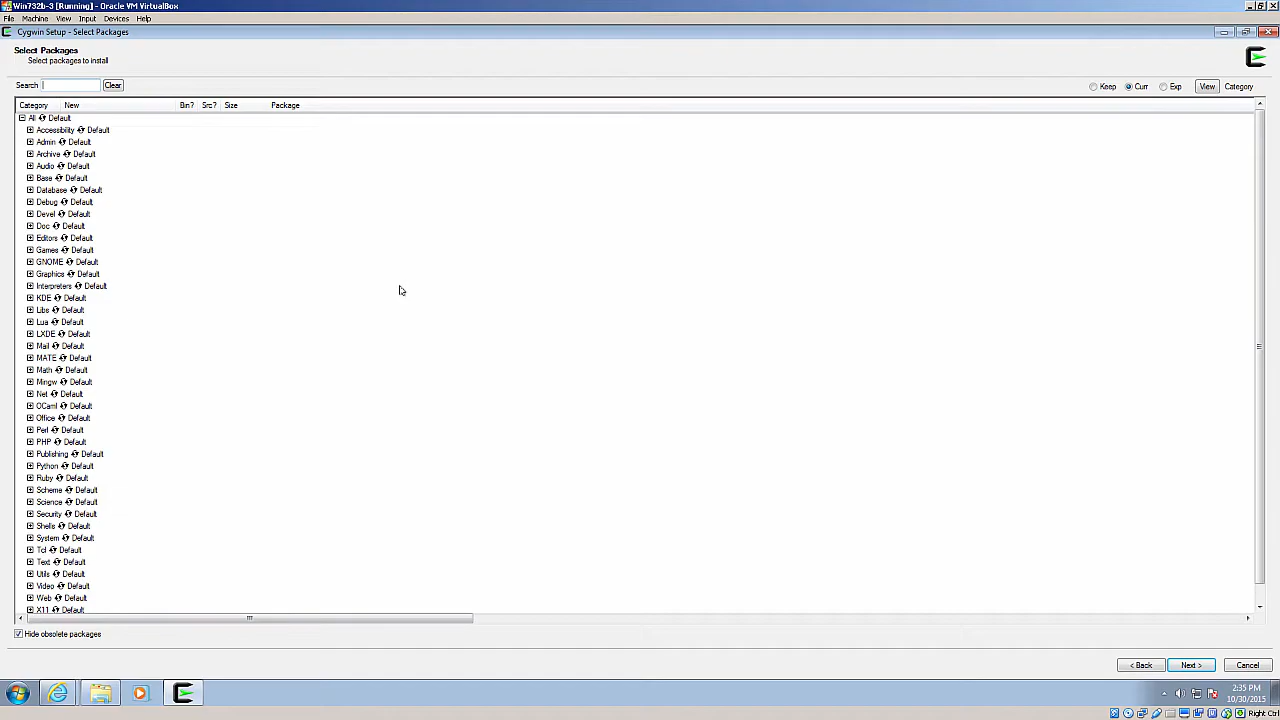 Win732b-3 [Running] - Oracle VM VirtualBox
File Machine View Input Devices Help
Cygwin Setup - Select Packages
Select Packages
Select packages to install
Search Clear Keep Curr Exp View Category
Category New Bin? Src? Size Package
All Default
Accessibility Default
Admin Default
Archive Default
Audio Default
Base Default
Database Default
Debug Default
Devel Default
Doc Default
Editors Default
Games Default
GNOME Default
Graphics Default
Interpreters Default
KDE Default
Libs Default
Lua Default
LXDE Default
Mail Default
MATE Default
Math Default
Mingw Default
Net Default
OCaml Default
Office Default
Perl Default
PHP Default
Publishing Default
Python Default
Ruby Default
Scheme Default
Science Default
Security Default
Shells Default
System Default
Tcl Default
Text Default
Utils Default
Video Default
Web Default
X11 Default
Hide obsolete packages
< Back Next > Cancel
2:35 PM
10/30/2015
Right Ctrl